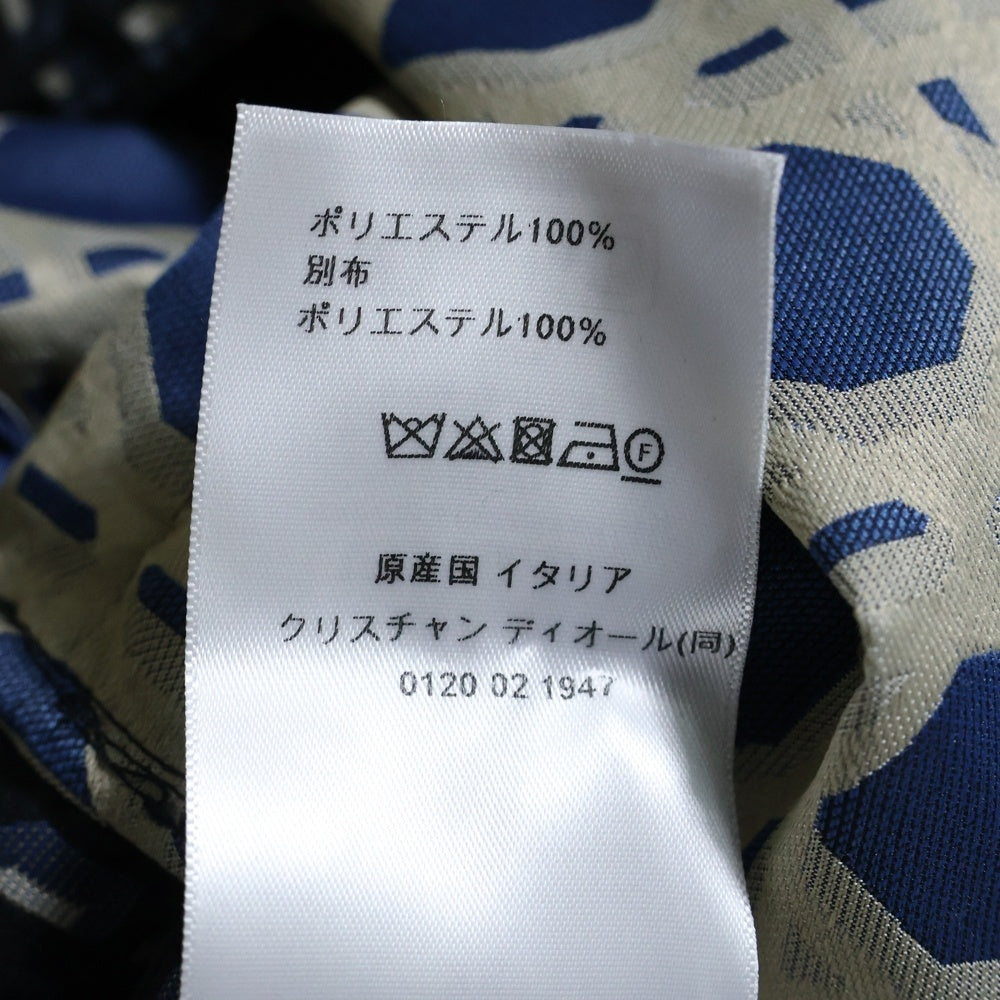 ポリエステル100%
別布
ポリエステル100%
F
原産国 イタリア
クリスチャン ディオール(同)
0120 02 1947